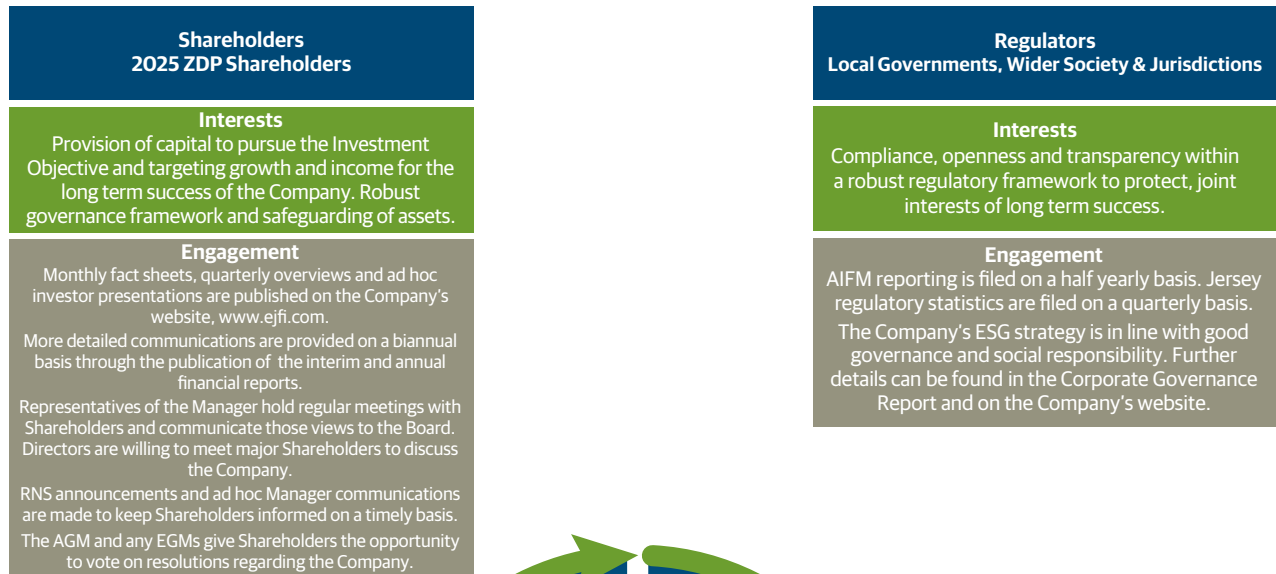 Shareholders
2025 ZDP Shareholders
Interests
Provision of capital to pursue the Investment
Objective and targeting growth and income for the
long term success of the Company. Robust
governance framework and safeguarding of assets.
Engagement
Monthly fact sheets, quarterly overviews and ad hoc
investor presentations are published on the Company's
website, www.ejfi.com.
More detailed communications are provided on a biannual
basis through the publication of the interim and annual
financial reports.
Representatives of the Manager hold regular meetings with
Shareholders and communicate those views to the Board.
Directors are willing to meet major Shareholders to discuss
the Company.
RNS announcements and ad hoc Manager communications
are made to keep Shareholders informed on a timely basis.
The AGM and any EGMs give Shareholders the opportunity
to vote on resolutions regarding the Company.
Regulators
Local Governments, Wider Society & Jurisdictions
Interests
Compliance, openness and transparency within
a robust regulatory framework to protect, joint
interests of long term success.
Engagement
AIFM reporting is filed on a half yearly basis. Jersey
regulatory statistics are filed on a quarterly basis.
The Company's ESG strategy is in line with good
governance and social responsibility. Further
details can be found in the Corporate Governance
Report and on the Company's website.